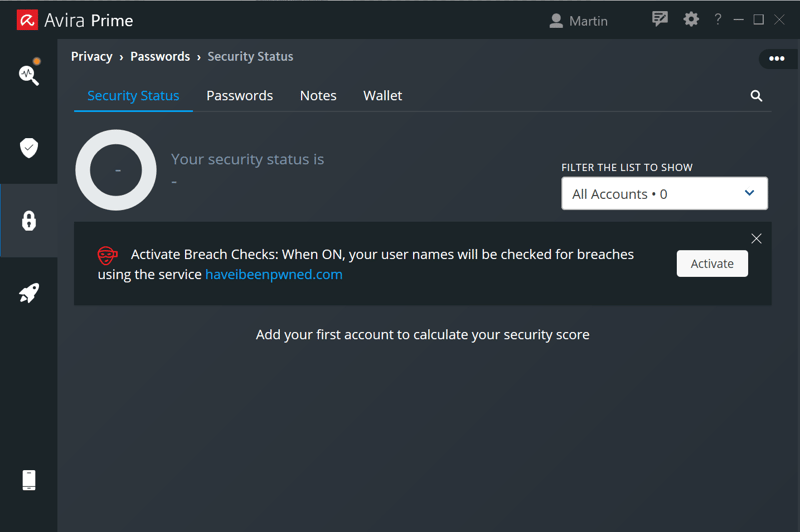 Avira Prime
Martin
?
Privacy › Passwords › Security Status
Security Status Passwords Notes Wallet
-
Your security status is
-
FILTER THE LIST TO SHOW
All Accounts • 0
Activate Breach Checks: When ON, your user names will be checked for breaches
using the service haveibeenpwned.com
Activate
Add your first account to calculate your security score